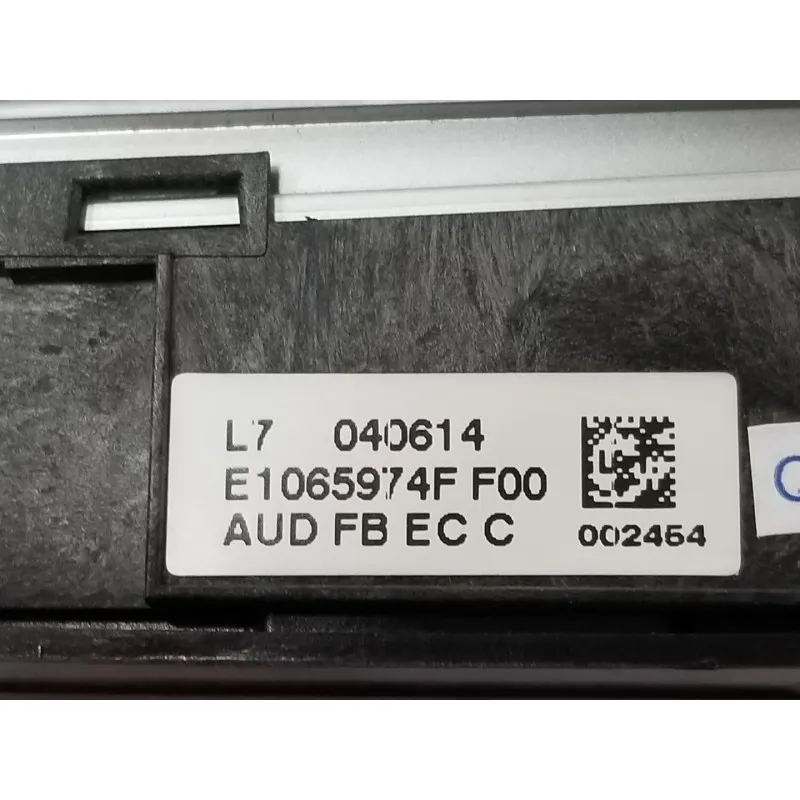 L7 040614
E1065974F F00
AUD FB EC C
002454